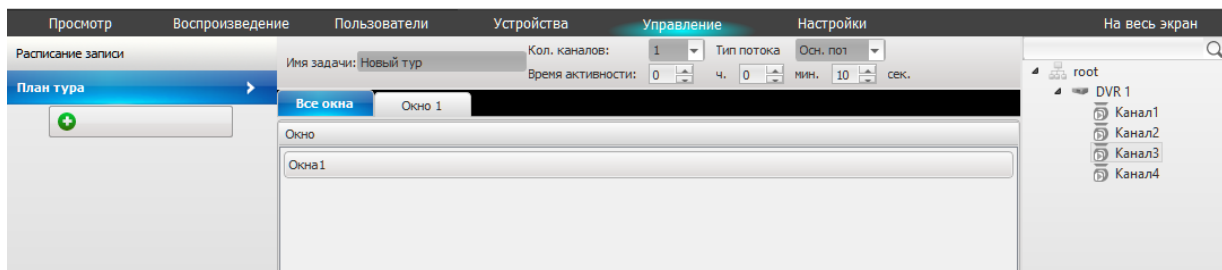 Просмотр Воспроизведение Пользователи Устройства Управление Настройки На весь экран
Расписание записи
План тура
Имя задачи: Новый тур
Кол. каналов: 1 Тип потока Осн. пот
Время активности: 0 ч. 0 мин. 10 сек.
Все окна Окно 1
Окно
Окна1
root
DVR 1
Канал1
Канал2
Канал3
Канал4